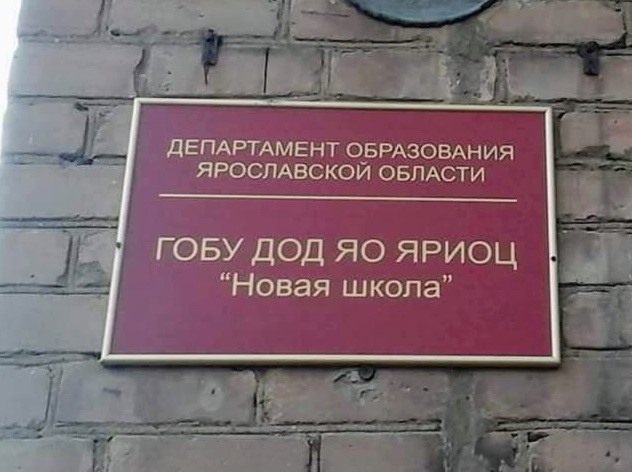 ДЕПАРТАМЕНТ ОБРАЗОВАНИЯ
ЯРОСЛАВСКОЙ ОБЛАСТИ
ГОБУ ДОД ЯО ЯРИОЦ
“Новая школа”